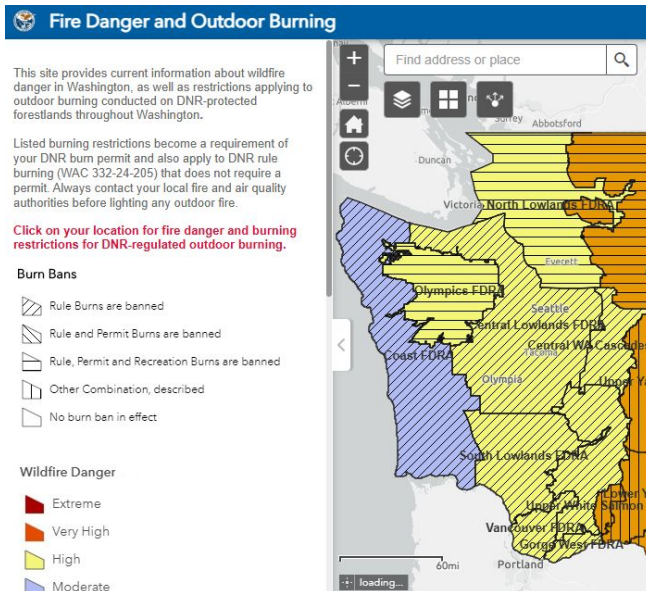 Fire Danger and Outdoor Burning
This site provides current information about wildfire
danger in Washington, as well as restrictions applying to
outdoor burning conducted on DNR-protected
forestlands throughout Washington.
Listed burning restrictions become a requirement of
your DNR burn permit and also apply to DNR rule
burning (WAC 332-24-205) that does not require a
permit. Always contact your local fire and air quality
authorities before lighting any outdoor fire.
Click on your location for fire danger and burning
restrictions for DNR-regulated outdoor burning.
Burn Bans
Rule Burns are banned
Rule and Permit Burns are banned
Rule, Permit and Recreation Burns are banned
Other Combination, described
No burn ban in effect
Wildfire Danger
Extreme
Very High
High
Moderate
+
Find address or place
−
Abbotsford
Duncan
Victoria
North Lowlands FDRA
Everett
Olympics FDRA
Seattle
Central Lowlands FDRA
Central WA Cascades
Tacoma
Coast FDRA
Olympia
South Lowlands FDRA
Upper White Salmon
Vancouver FDRA
Gorge West FDRA
60mi
Portland
loading...